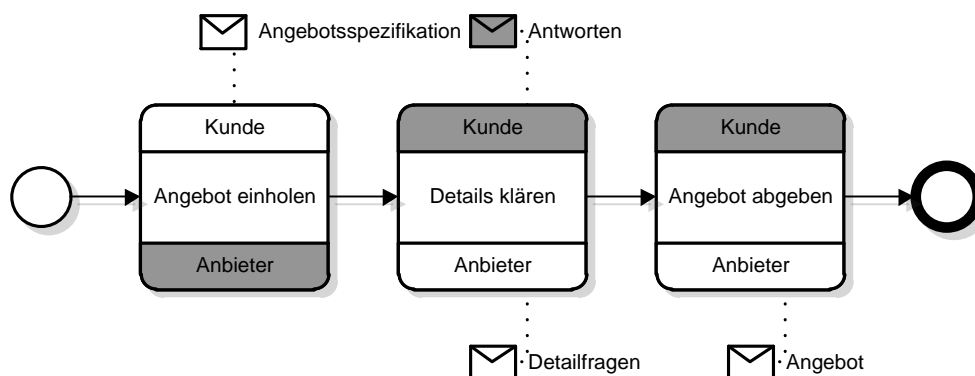 Angebotsspezifikation
Antworten
Kunde
Kunde
Kunde
Angebot einholen
Details klären
Angebot abgeben
Anbieter
Anbieter
Anbieter
Detailfragen
Angebot